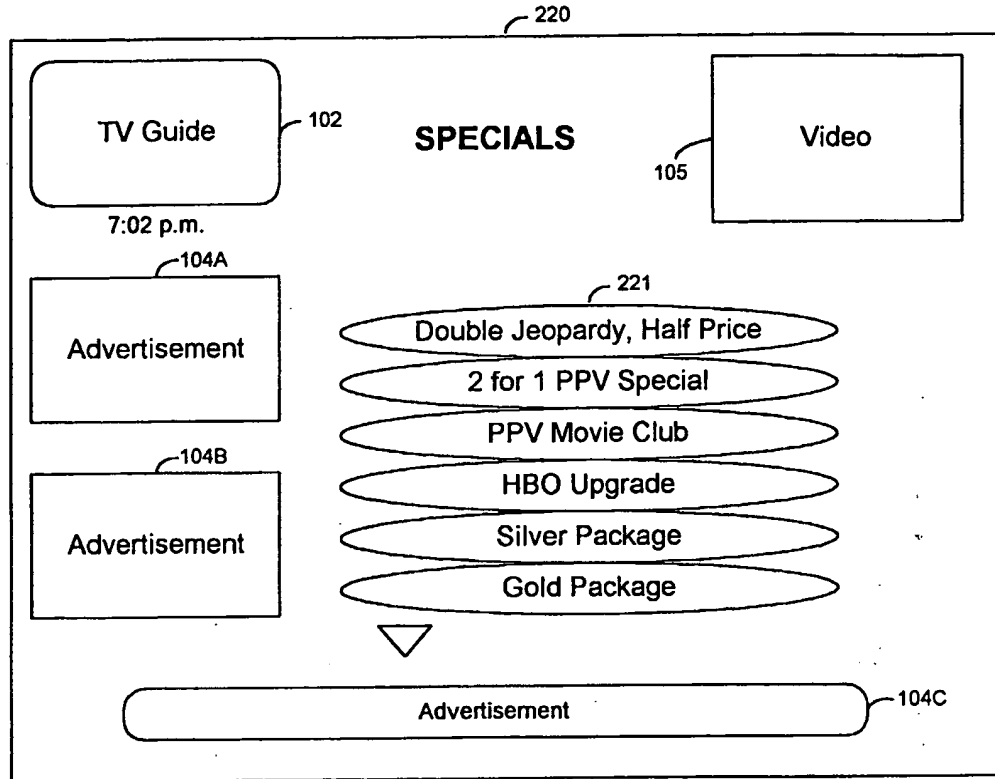 220
TV Guide
102
SPECIALS
105
Video
7:02 p.m.
104A
Advertisement
221
Double Jeopardy, Half Price
2 for 1 PPV Special
PPV Movie Club
104B
HBO Upgrade
Advertisement
Silver Package
Gold Package
Advertisement
104C